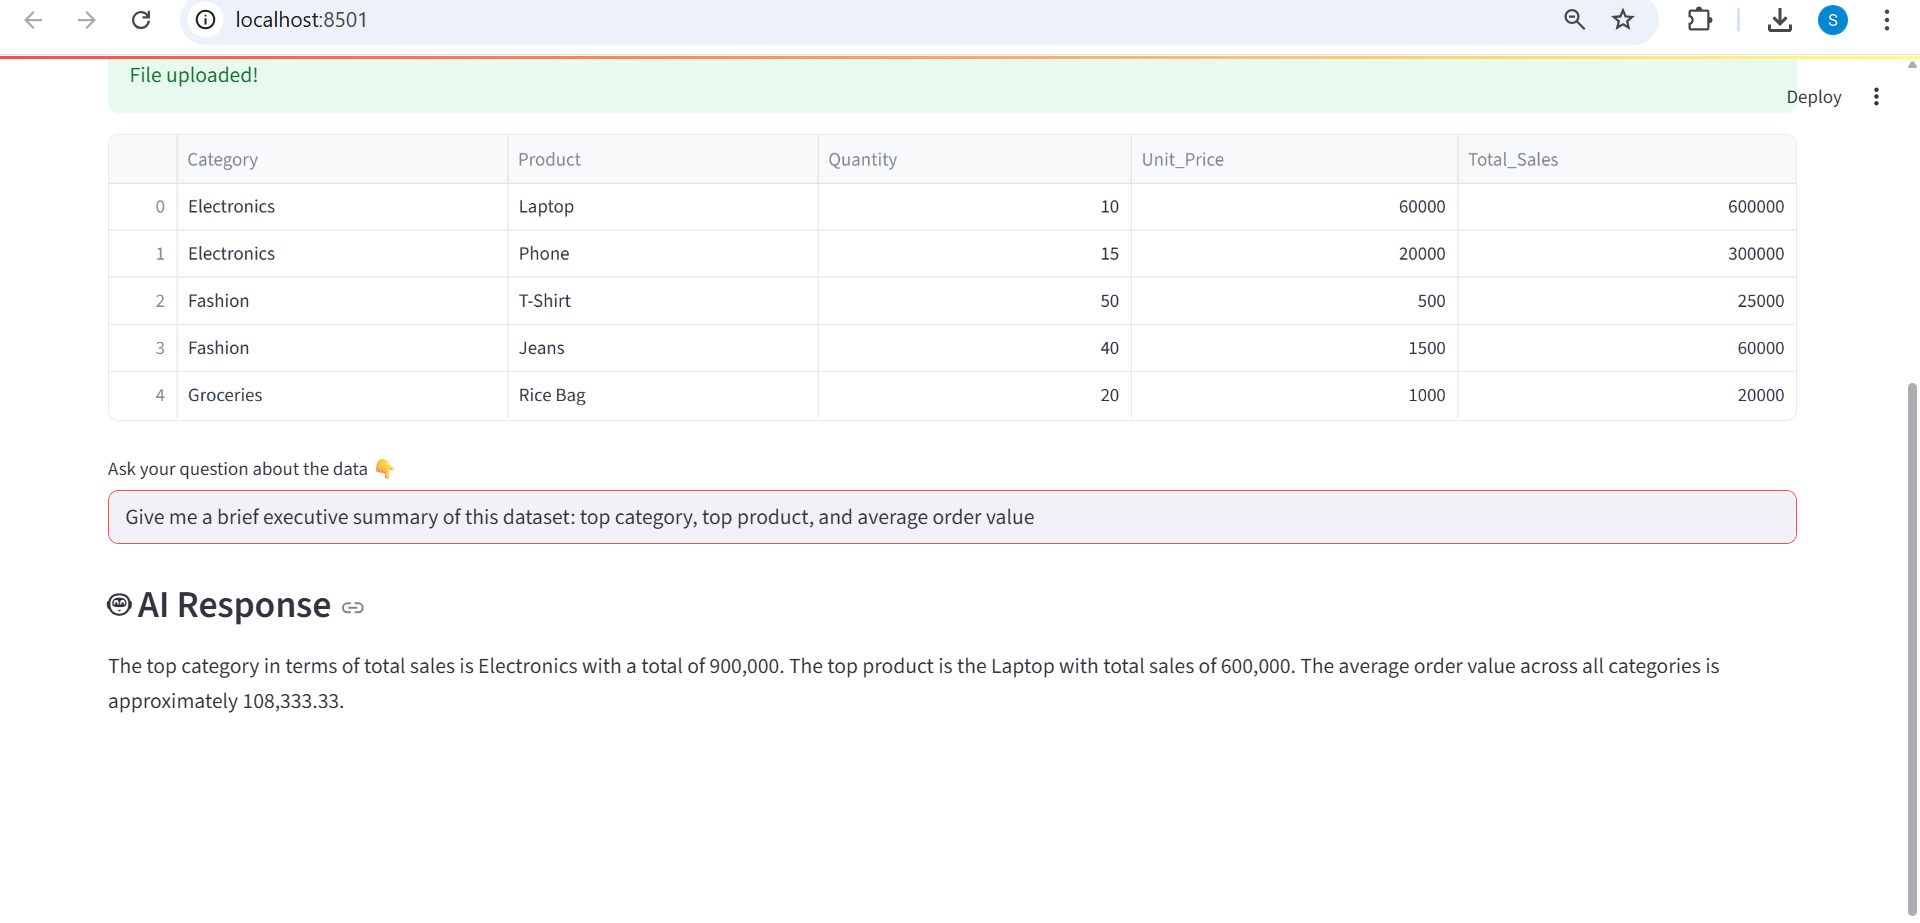 localhost:8501
S
File uploaded!
Deploy
Category Product Quantity Unit_Price Total_Sales
0 Electronics Laptop 10 60000 600000
1 Electronics Phone 15 20000 300000
2 Fashion T-Shirt 50 500 25000
3 Fashion Jeans 40 1500 60000
4 Groceries Rice Bag 20 1000 20000
Ask your question about the data 👇
Give me a brief executive summary of this dataset: top category, top product, and average order value
AI Response
The top category in terms of total sales is Electronics with a total of 900,000. The top product is the Laptop with total sales of 600,000. The average order value across all categories is
approximately 108,333.33.